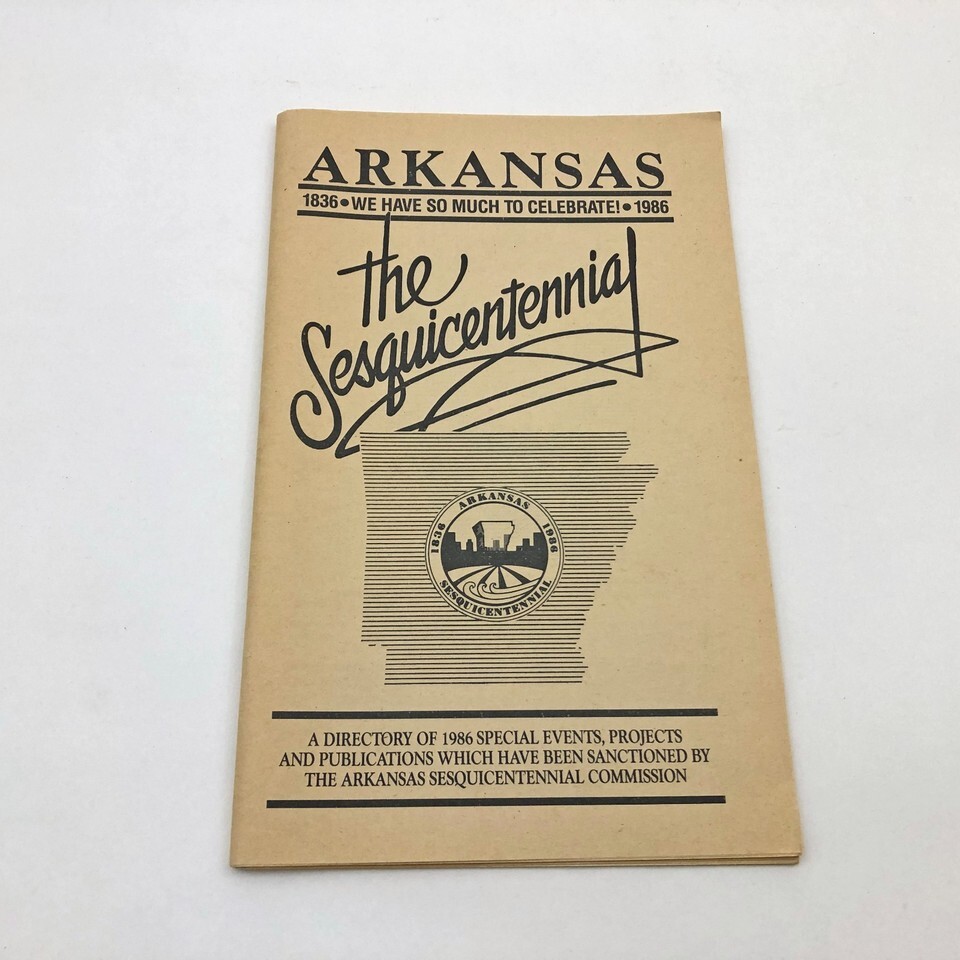 ARKANSAS
1836 • WE HAVE SO MUCH TO CELEBRATE! • 1986
the
Sesquicentennial
ARKANSAS
1836 1986
SESQUICENTENNIAL
A DIRECTORY OF 1986 SPECIAL EVENTS, PROJECTS
AND PUBLICATIONS WHICH HAVE BEEN SANCTIONED BY
THE ARKANSAS SESQUICENTENNIAL COMMISSION